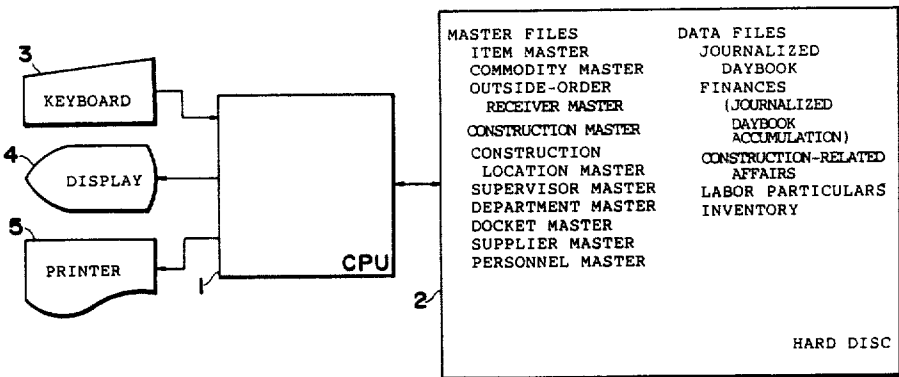 3
KEYBOARD
4
DISPLAY
5
PRINTER
1
CPU
2
MASTER FILES
ITEM MASTER
COMMODITY MASTER
OUTSIDE-ORDER
RECEIVER MASTER
CONSTRUCTION MASTER
CONSTRUCTION
LOCATION MASTER
SUPERVISOR MASTER
DEPARTMENT MASTER
DOCKET MASTER
SUPPLIER MASTER
PERSONNEL MASTER
DATA FILES
JOURNALIZED
DAYBOOK
FINANCES
(JOURNALIZED
DAYBOOK
ACCUMULATION)
CONSTRUCTION-RELATED
AFFAIRS
LABOR PARTICULARS
INVENTORY
HARD DISC